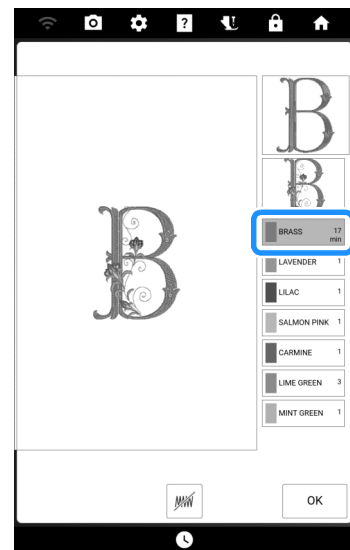 ?
B
B
BRASS 17
min
LAVENDER 1
LILAC 1
SALMON PINK 1
CARMINE 1
LIME GREEN 3
MINT GREEN 1
B
OK